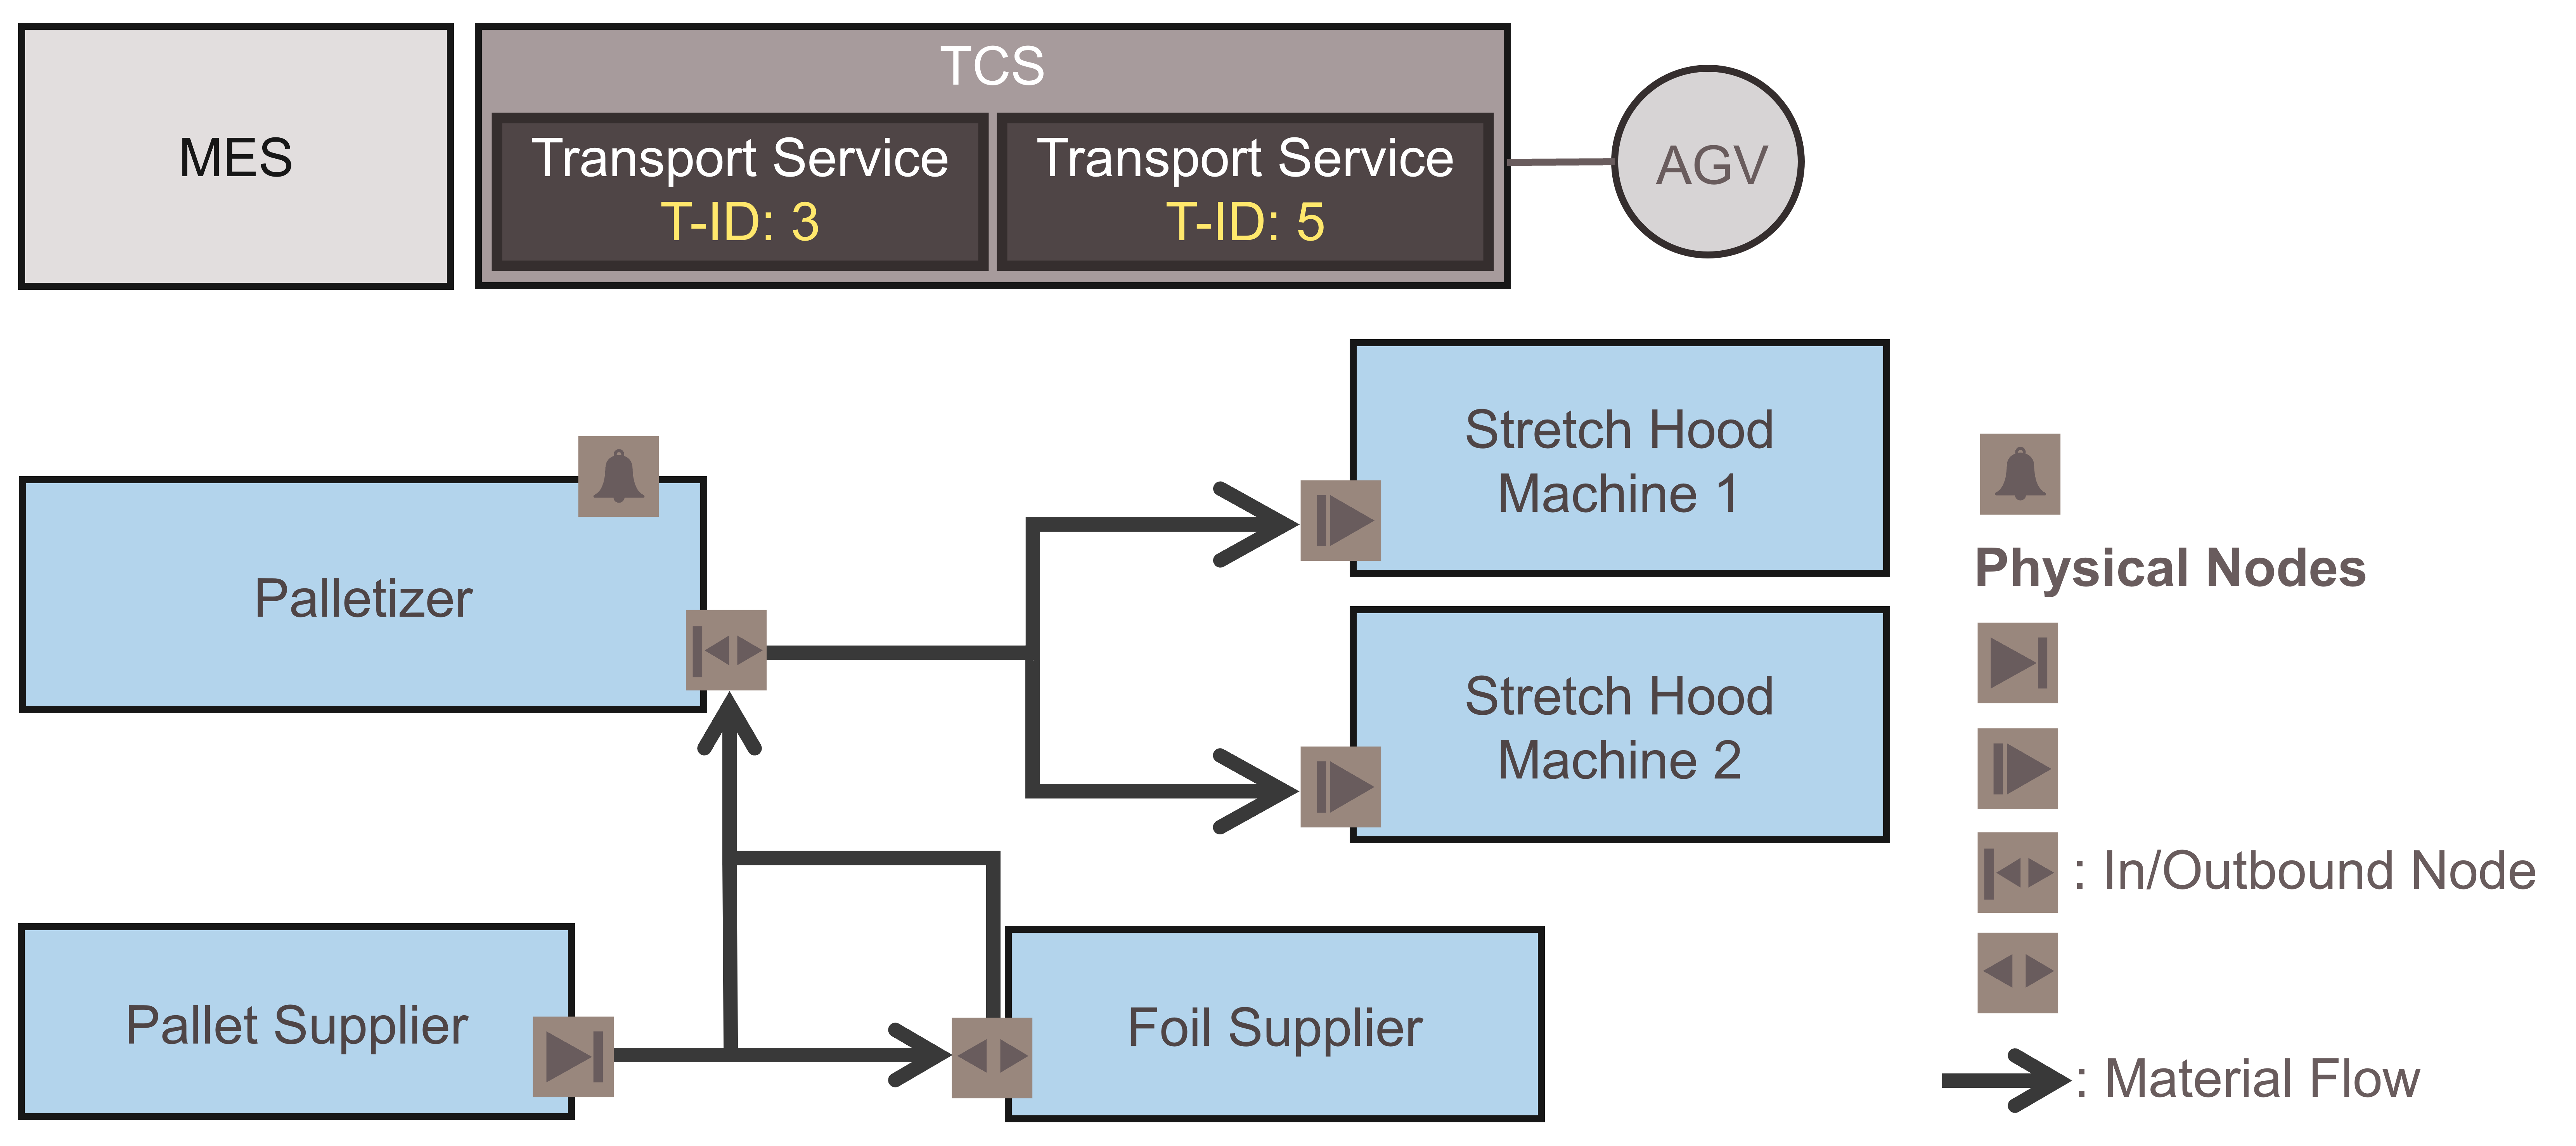 MES
TCS
Transport Service
T-ID: 3
Transport Service
T-ID: 5
AGV
Stretch Hood
Machine 1
Palletizer
Stretch Hood
Machine 2
Pallet Supplier
Foil Supplier
Physical Nodes
: In/Outbound Node
: Material Flow